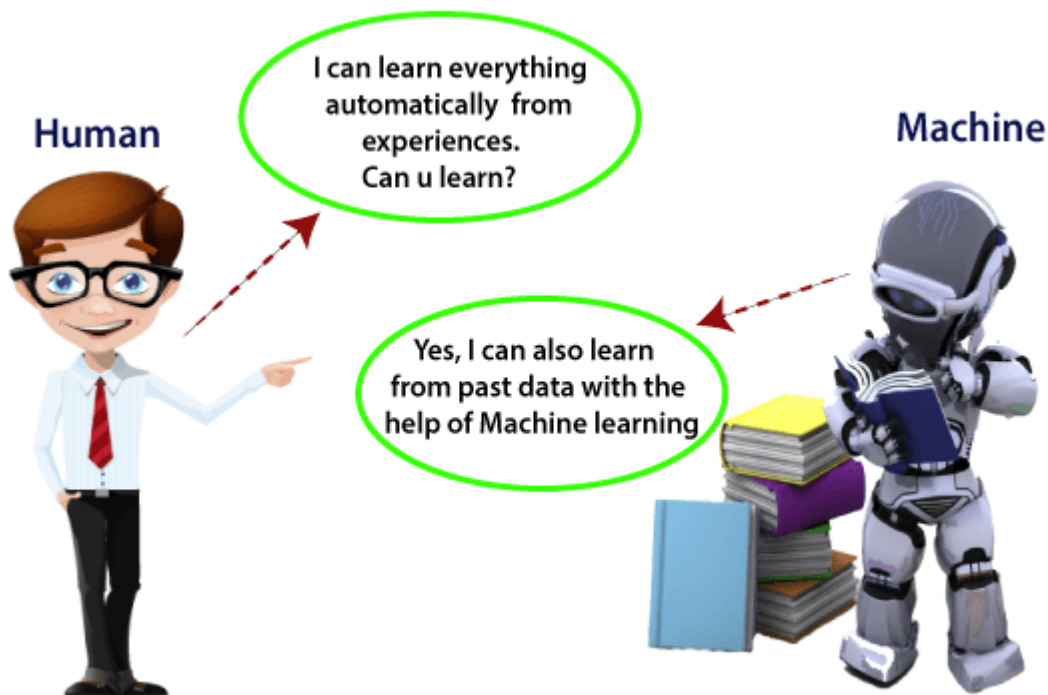 Human
I can learn everything
automatically from
experiences.
Can u learn?
Machine
Yes, I can also learn
from past data with the
help of Machine learning